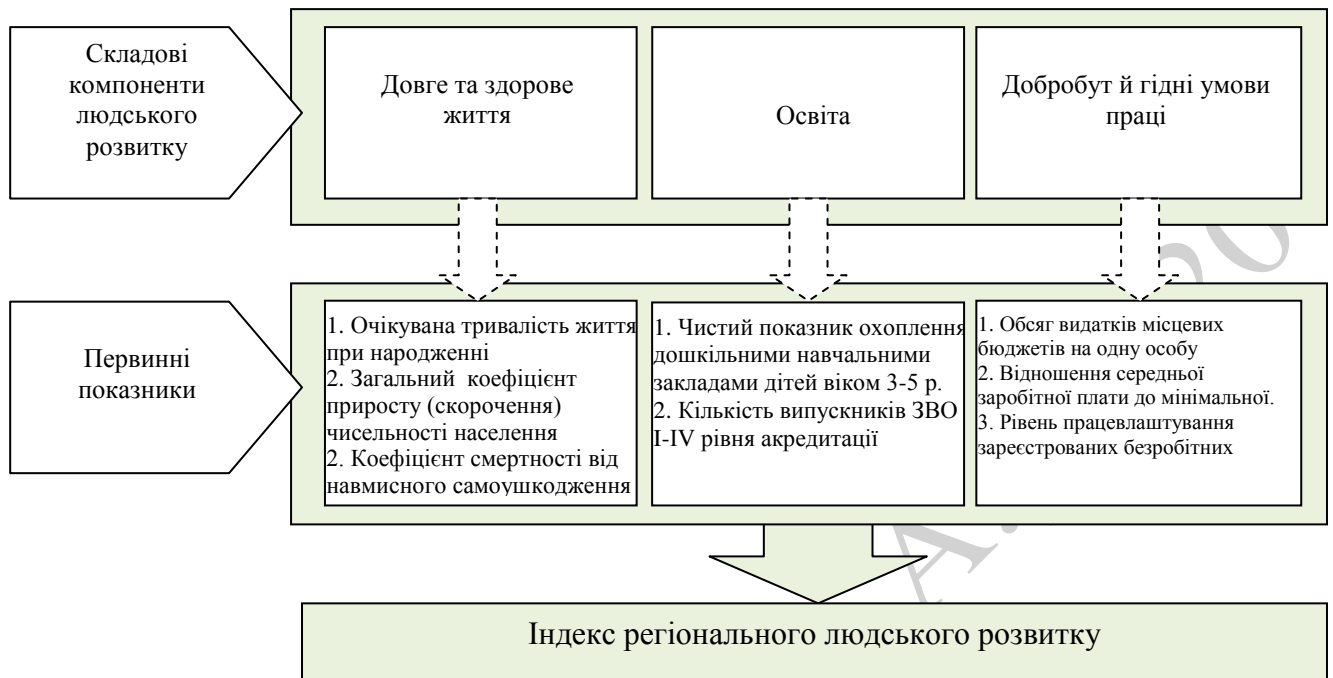 Складові
компоненти
людського
розвитку
Довге та здорове
життя
Освіта
Добробут й гідні умови
праці
Первинні
показники
1. Очікувана тривалість життя
при народженні
2. Загальний коефіцієнт
приросту (скорочення)
чисельності населення
2. Коефіцієнт смертності від
навмисного самоушкодження
1. Чистий показник охоплення
дошкільними навчальними
закладами дітей віком 3-5 р.
2. Кількість випускників ЗВО
І-IV рівня акредитації
1. Обсяг видатків місцевих
бюджетів на одну особу
2. Відношення середньої
заробітної плати до мінімальної.
3. Рівень працевлаштування
зареєстрованих безробітних
Індекс регіонального людського розвитку